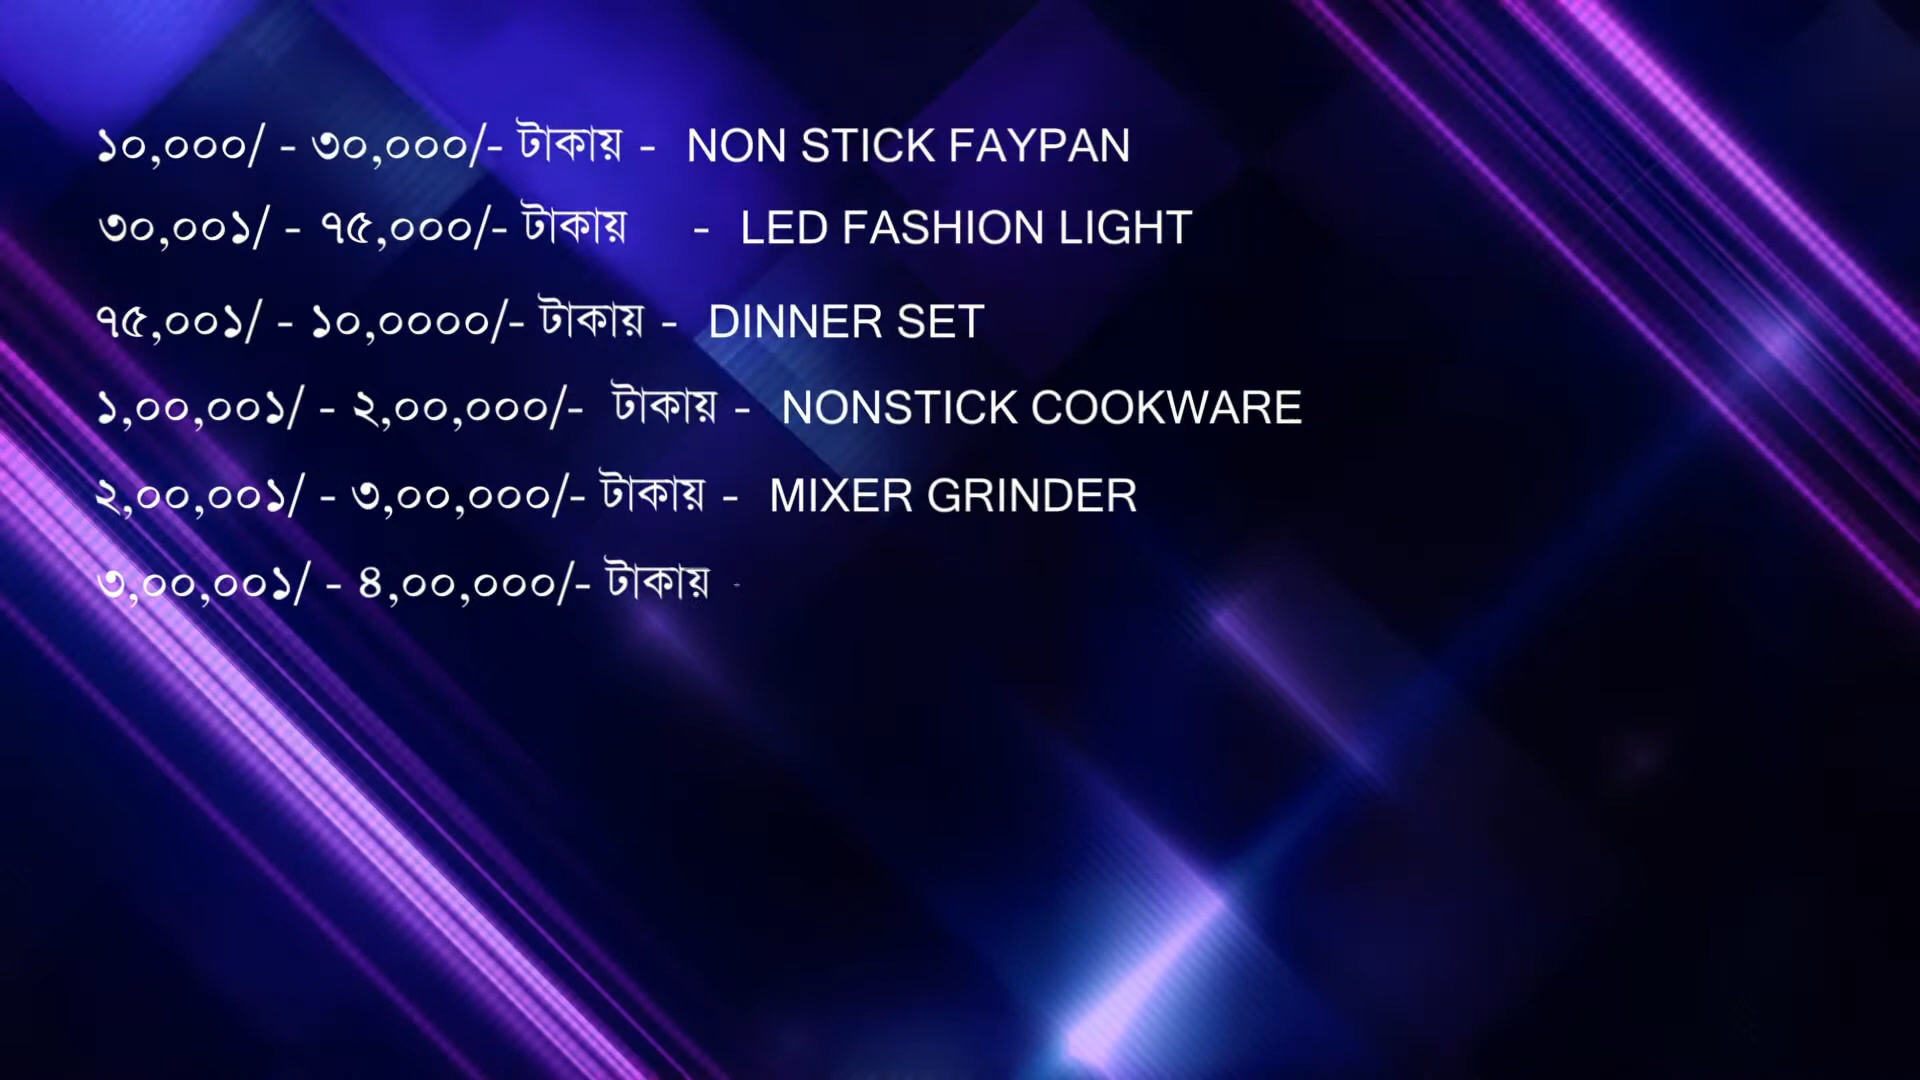 ১০,০০০/ - ৩০,০০০/- টাকায় - NON STICK FAYPAN
৩০,০০১/ - ৭৫,০০০/- টাকায় - LED FASHION LIGHT
৭৫,০০১/ - ১০,০০০০/- টাকায় - DINNER SET
১,০০,০০১/ - ২,০০,০০০/- টাকায় - NONSTICK COOKWARE
২,০০,০০১/ - ৩,০০,০০০/- টাকায় - MIXER GRINDER
৩,০০,০০১/ - ৪,০০,০০০/- টাকায় -